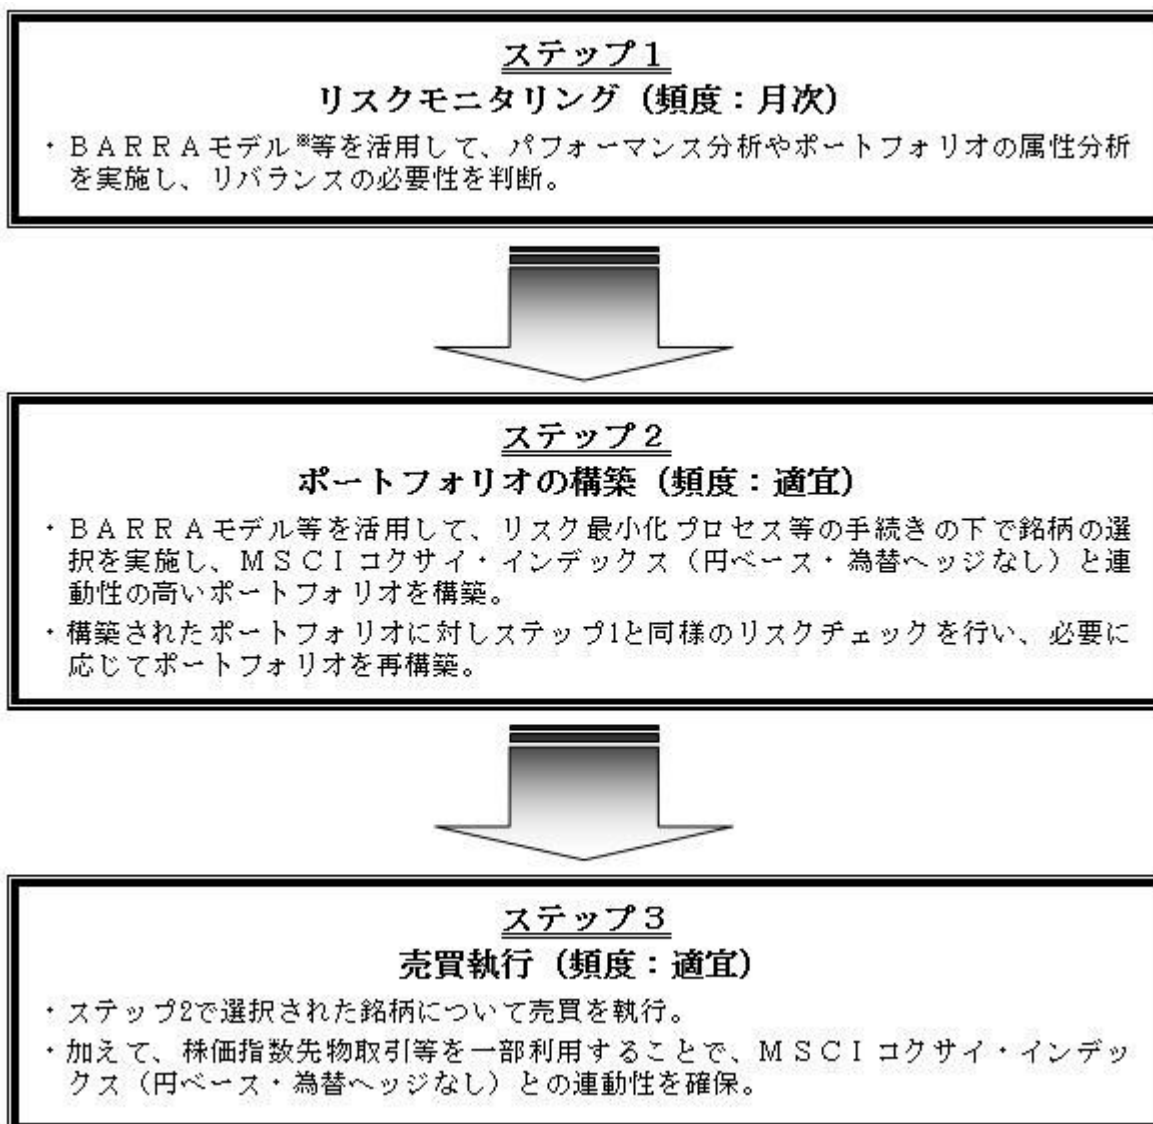 ステップ１
リスクモニタリング（頻度：月次）
・ＢＡＲＲＡモデル※等を活用して、パフォーマンス分析やポートフォリオの属性分析
を実施し、リバランスの必要性を判断。
ステップ２
ポートフォリオの構築（頻度：適宜）
・ＢＡＲＲＡモデル等を活用して、リスク最小化プロセス等の手続きの下で銘柄の選
択を実施し、ＭＳＣＩコクサイ・インデックス（円ベース・為替ヘッジなし）と連
動性の高いポートフォリオを構築。
・構築されたポートフォリオに対しステップ1と同様のリスクチェックを行い、必要に
応じてポートフォリオを再構築。
ステップ３
売買執行（頻度：適宜）
・ステップ2で選択された銘柄について売買を執行。
・加えて、株価指数先物取引等を一部利用することで、ＭＳＣＩコクサイ・インデッ
クス（円ベース・為替ヘッジなし）との連動性を確保。